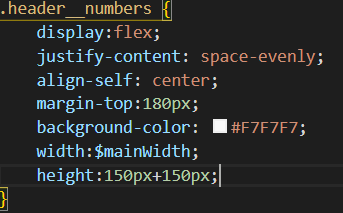 .header__numbers {
display:flex;
justify-content: space-evenly;
align-self: center;
margin-top:180px;
background-color: #F7F7F7;
width:$mainWidth;
height:150px+150px;
}